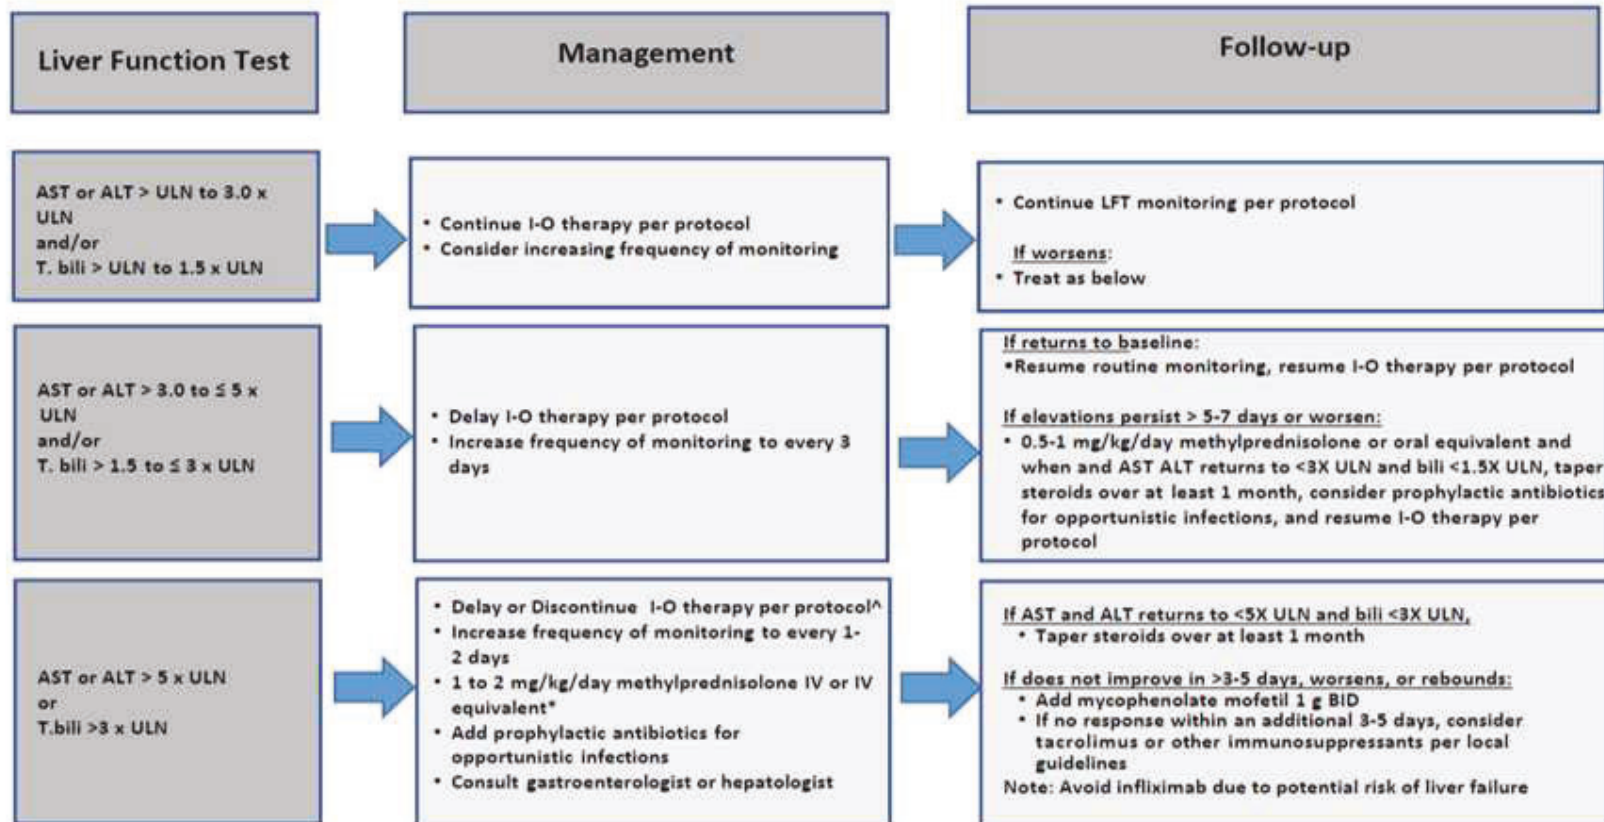 Liver Function Test
Management
Follow-up
AST or ALT > ULN to 3.0 x
ULN
and/or
T. bili > ULN to 1.5 x ULN
• Continue I-O therapy per protocol
• Consider increasing frequency of monitoring
• Continue LFT monitoring per protocol
If worsens:
• Treat as below
AST or ALT > 3.0 to ≤ 5 x
ULN
and/or
T. bili > 1.5 to ≤ 3 x ULN
• Delay I-O therapy per protocol
• Increase frequency of monitoring to every 3
days
If returns to baseline:
•Resume routine monitoring, resume I-O therapy per protocol
If elevations persist > 5-7 days or worsen:
• 0.5-1 mg/kg/day methylprednisolone or oral equivalent and
when and AST ALT returns to <3X ULN and bili <1.5X ULN, taper
steroids over at least 1 month, consider prophylactic antibiotics
for opportunistic infections, and resume I-O therapy per
protocol
AST or ALT > 5 x ULN
or
T.bili >3 x ULN
• Delay or Discontinue I-O therapy per protocol^
• Increase frequency of monitoring to every 1-
2 days
• 1 to 2 mg/kg/day methylprednisolone IV or IV
equivalent*
• Add prophylactic antibiotics for
opportunistic infections
• Consult gastroenterologist or hepatologist
If AST and ALT returns to <5X ULN and bili <3X ULN,
• Taper steroids over at least 1 month
If does not improve in >3-5 days, worsens, or rebounds:
• Add mycophenolate mofetil 1 g BID
• If no response within an additional 3-5 days, consider
tacrolimus or other immunosuppressants per local
guidelines
Note: Avoid infliximab due to potential risk of liver failure